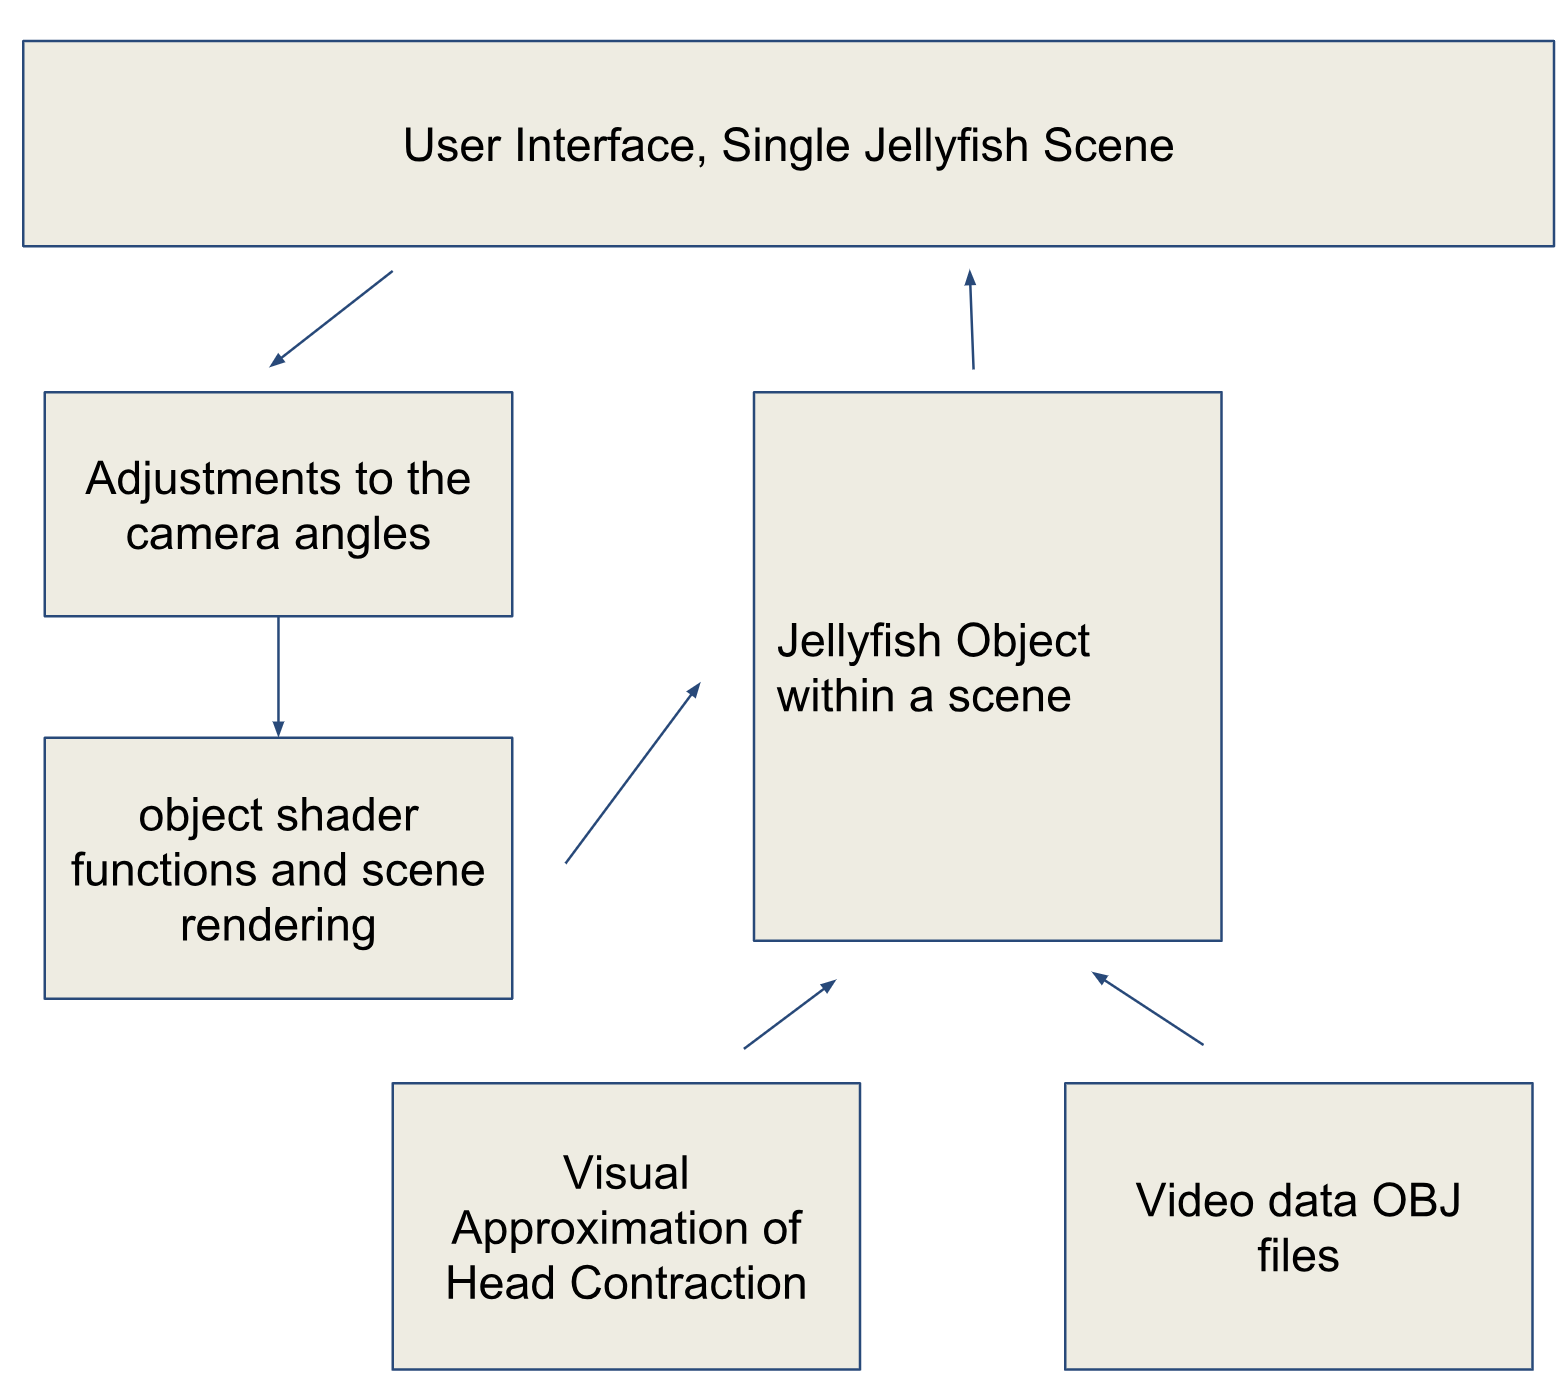 User Interface, Single Jellyfish Scene
Adjustments to the
camera angles
Jellyfish Object
within a scene
object shader
functions and scene
rendering
Visual
Approximation of
Head Contraction
Video data OBJ
files